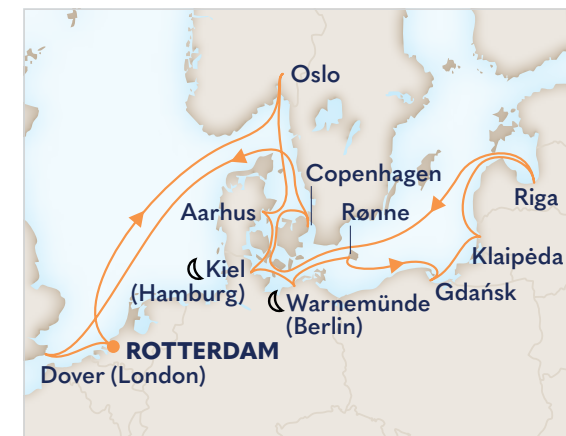 Oslo
Copenhagen
Aarhus
Rønne
Riga
Klaipėda
Kiel
(Hamburg)
Gdańsk
Warnemünde
(Berlin)
ROTTERDAM
Dover (London)